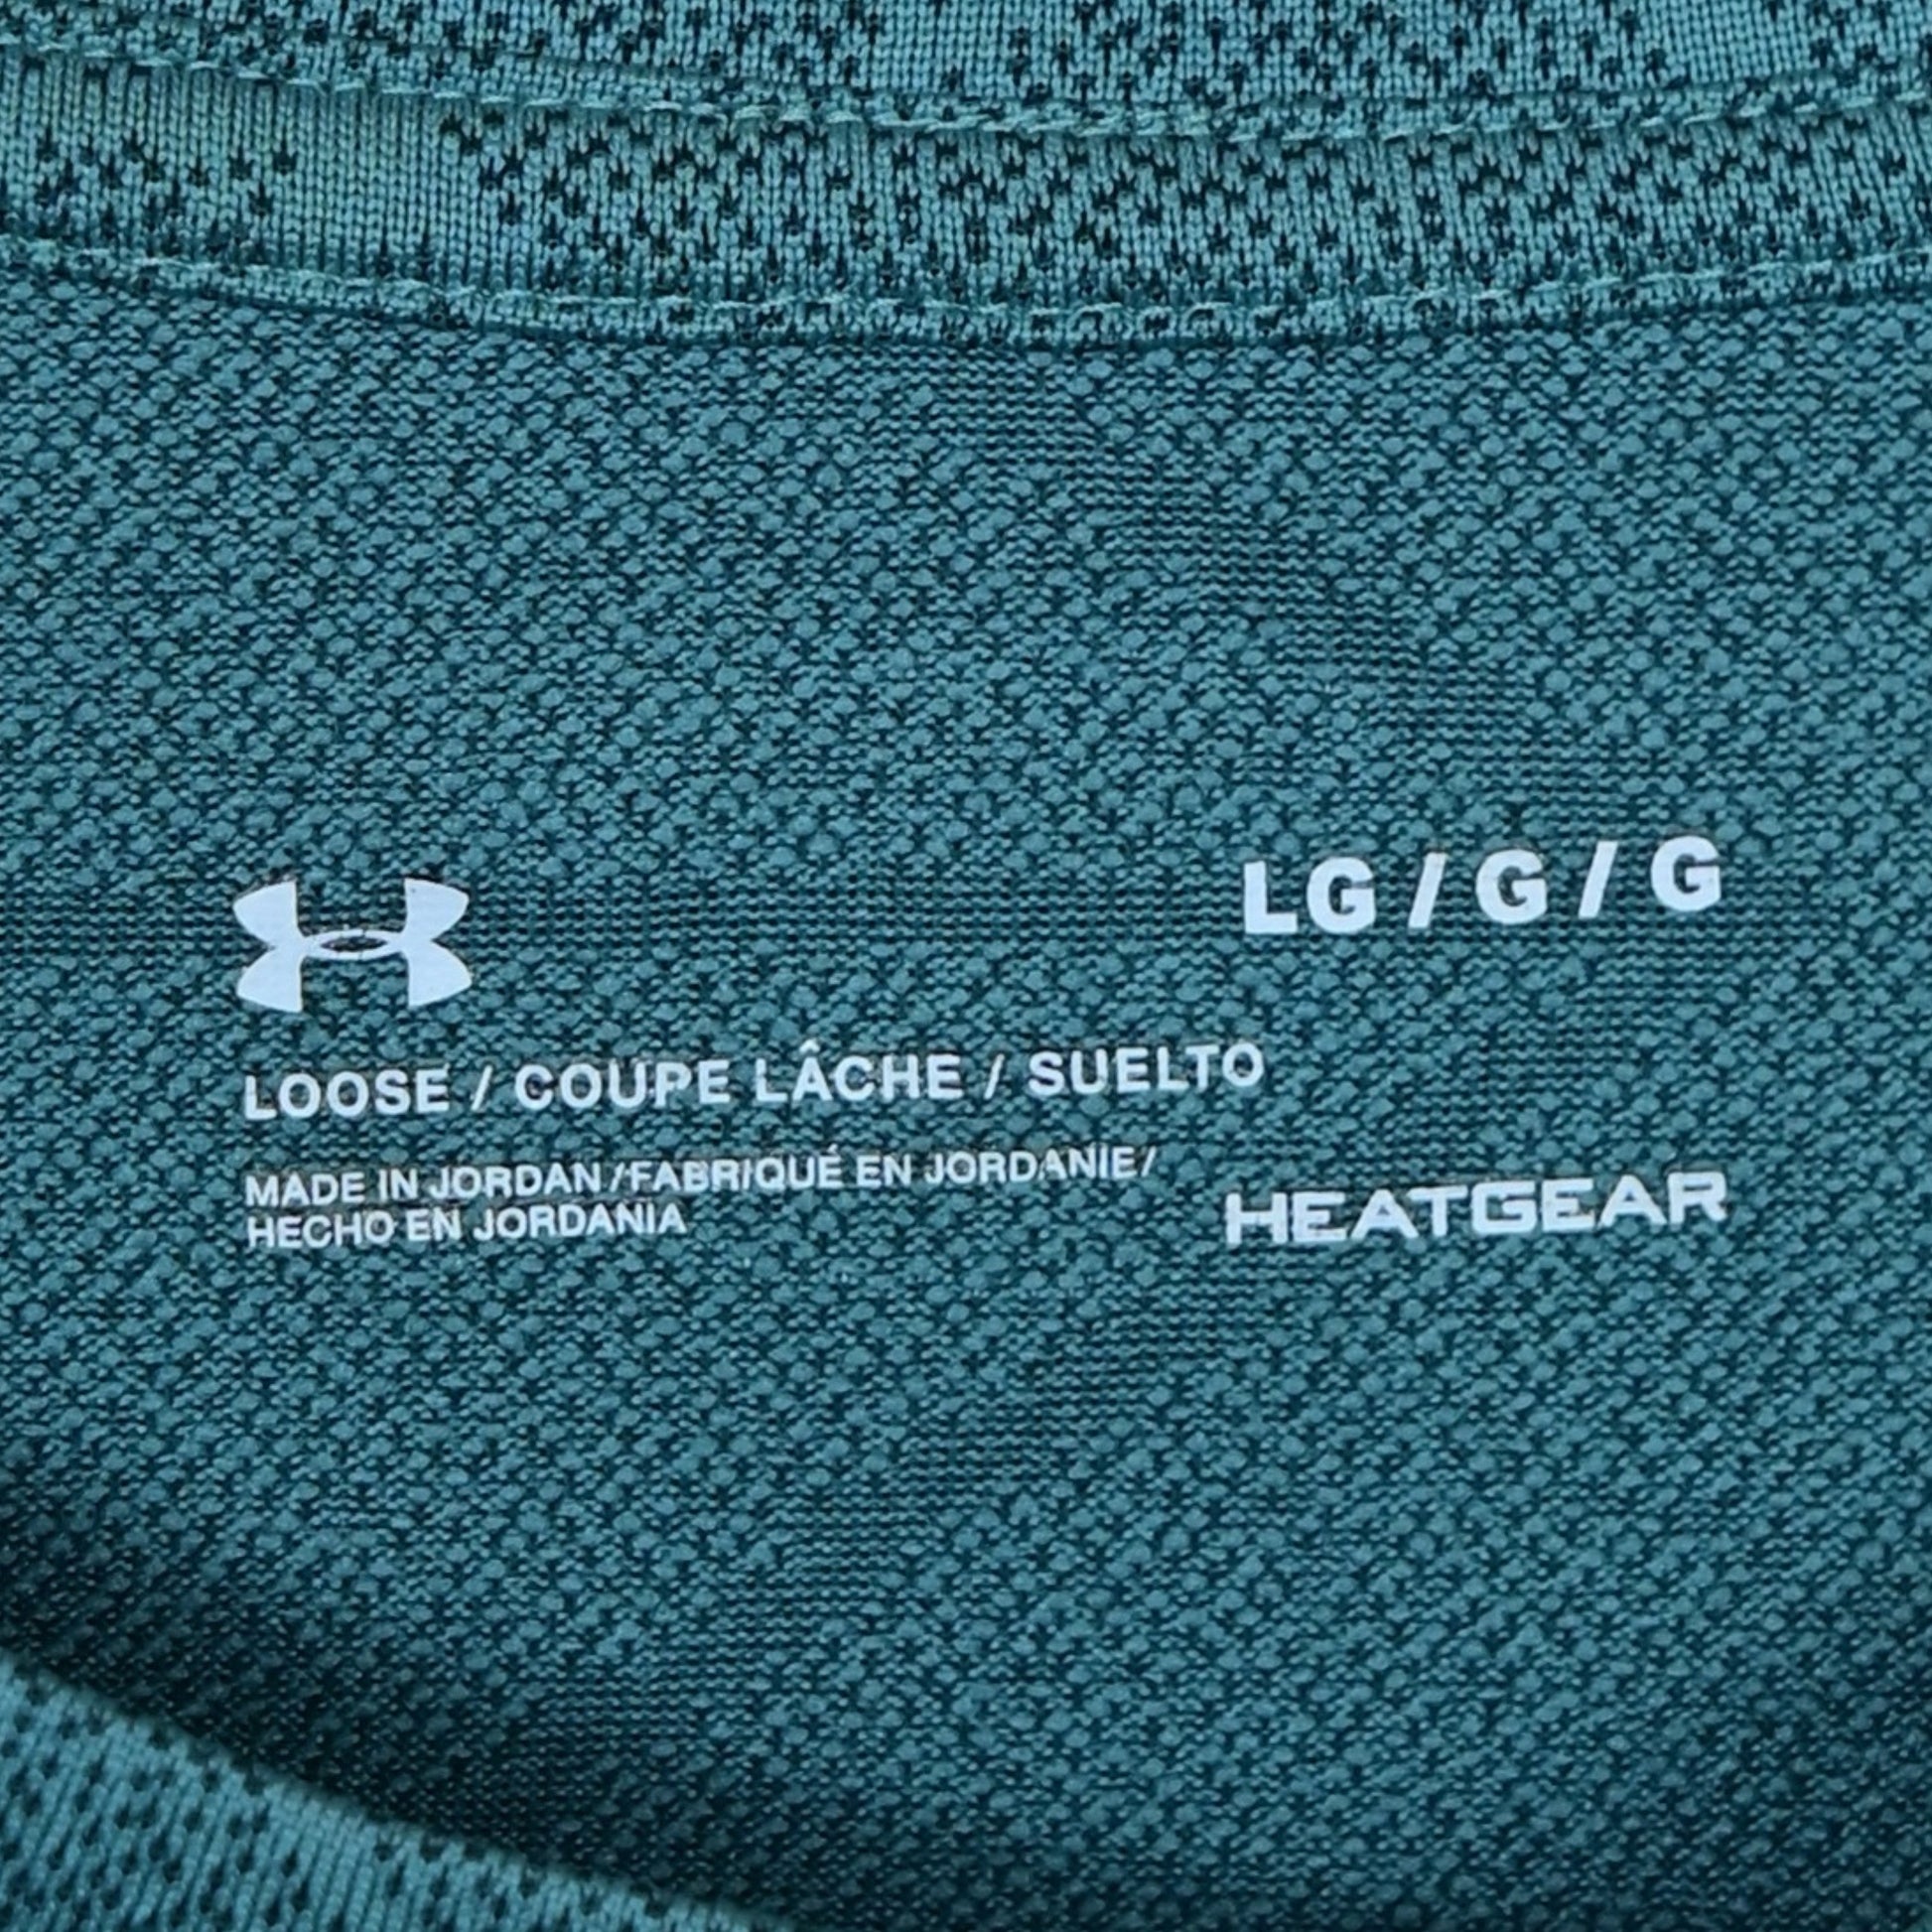 LG / G / G
LOOSE / COUPE LÂCHE / SUELTO
MADE IN JORDAN /FABRIQUÉ EN JORDANIE/
HECHO EN JORDANIA
HEATGEAR